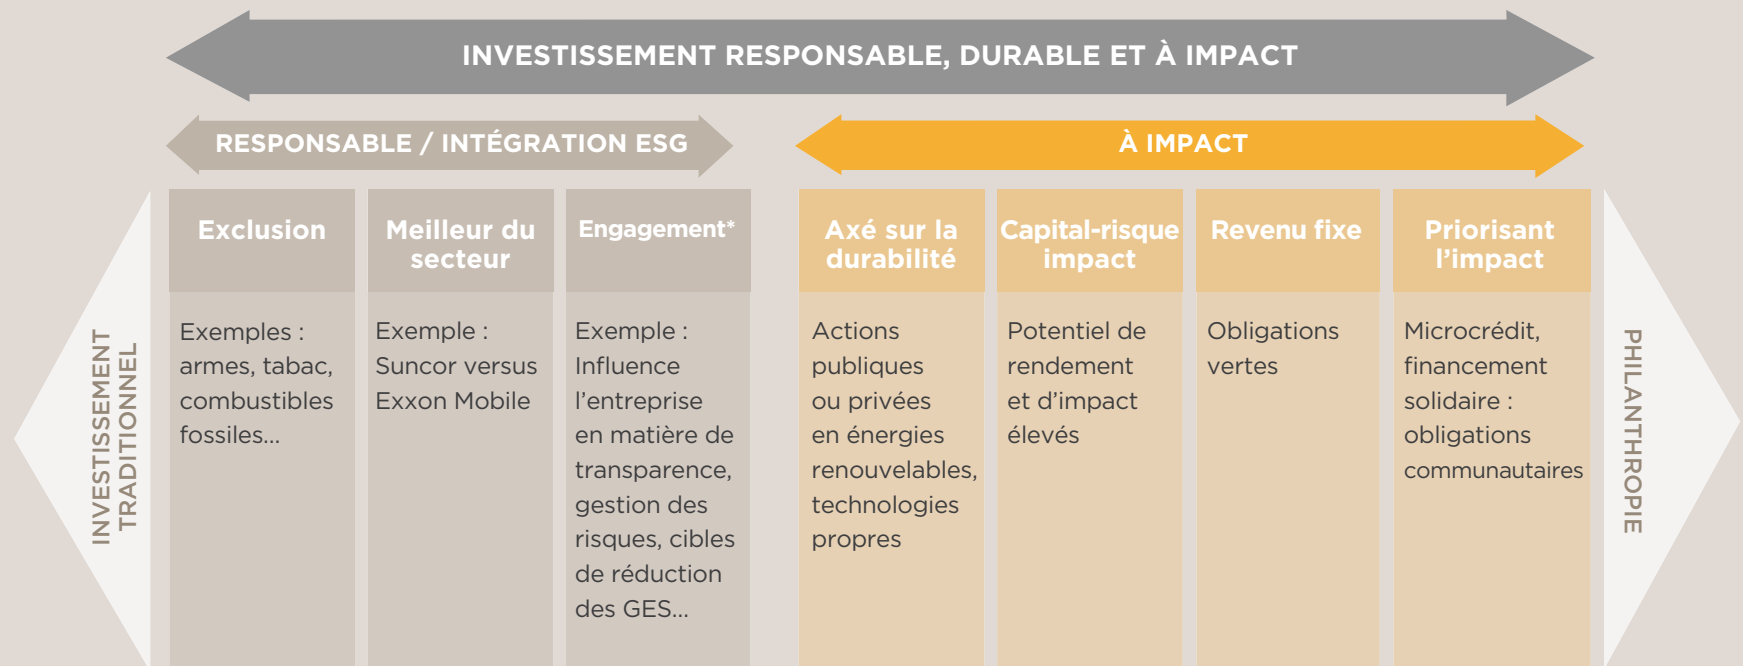 INVESTISSEMENT RESPONSABLE, DURABLE ET À IMPACT
RESPONSABLE / INTÉGRATION ESG
À IMPACT
INVESTISSEMENT
TRADITIONNEL
Exclusion
Exemples :
armes, tabac,
combustibles
fossiles...
Meilleur du
secteur
Exemple :
Suncor versus
Exxon Mobile
Engagement*
Exemple :
Influence
l'entreprise
en matière de
transparence,
gestion des
risques, cibles
de réduction
des GES...
Axé sur la
durabilité
Actions
publiques
ou privées
en énergies
renouvelables,
technologies
propres
Capital-risque
impact
Potentiel de
rendement
et d'impact
élevés
Revenu fixe
Obligations
vertes
Priorisant
l'impact
Microcrédit,
financement
solidaire :
obligations
communautaires
PHILANTHROPIE